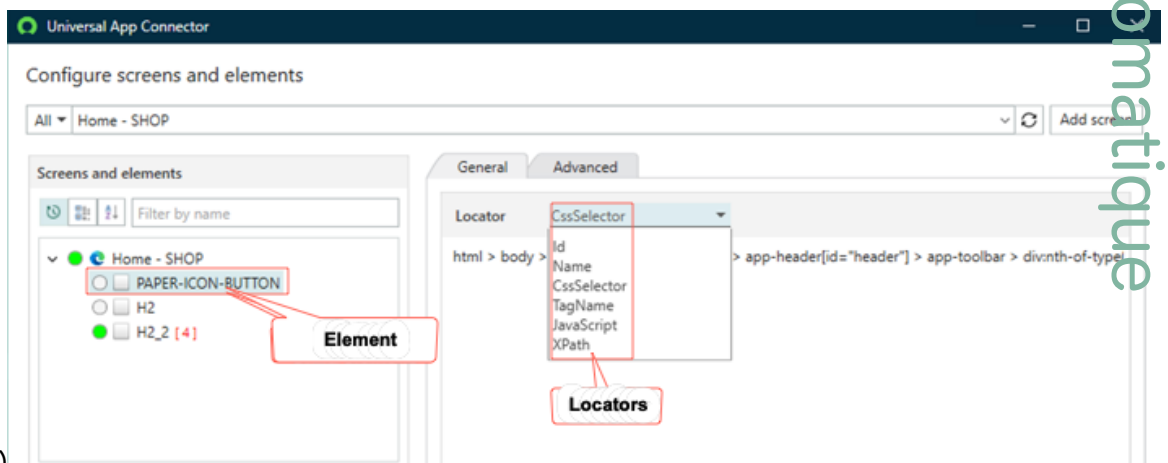 Universal App Connector
Configure screens and elements
All Home - SHOP
Add screen
Screens and elements
General Advanced
Filter by name
Locator CssSelector
Home - SHOP
PAPER-ICON-BUTTON
H2
H2_2 [4]
html > body > > app-header[id="header"] > app-toolbar > div:nth-of-type(
Id
Name
CssSelector
TagName
JavaScript
XPath
Element
Locators
omatique
)